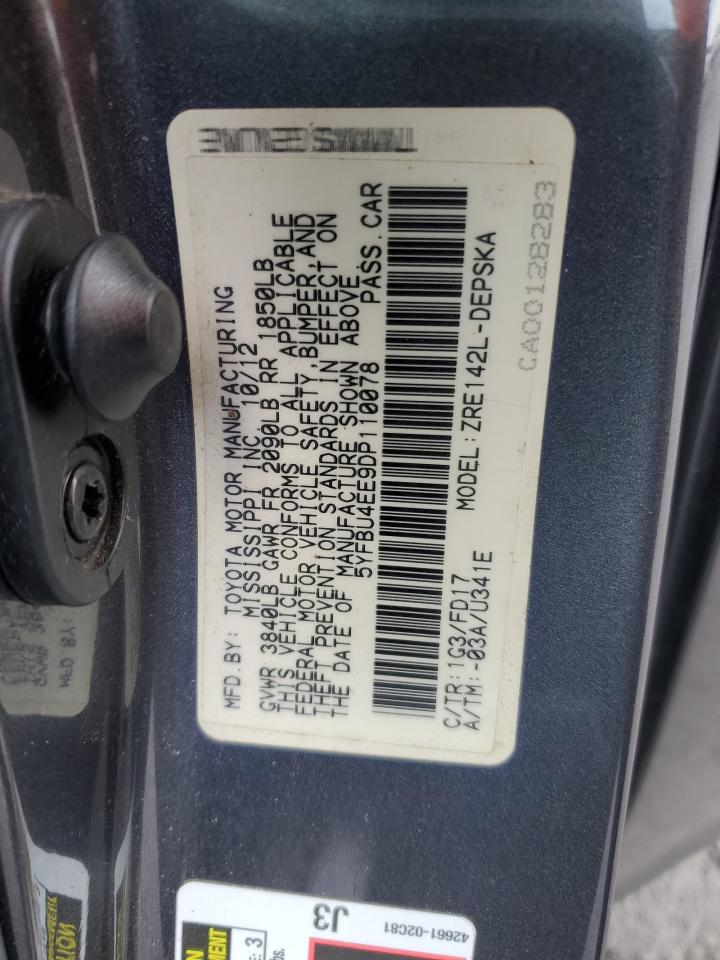 MFD.BY: TOYOTA MOTOR MANUFACTURING
MISSISSIPPI INC 10/12
GVWR 3840LB GAWR FR 2090LB RR 1850LB
THIS VEHICLE CONFORMS TO ALL APPLICABLE
FEDERAL MOTOR VEHICLE SAFETY,BUMPER,AND
THEFT PREVENTION STANDARDS IN EFFECT ON
THE DATE OF MANUFACTURE SHOWN ABOVE
5YFBU4EE9DP110078 PASS.CAR
C/TR:1G3/FD17 MODEL:ZRE142L-DEPSKA
A/TM:-03A/U341E
CA00128283
J3
42661-02C81